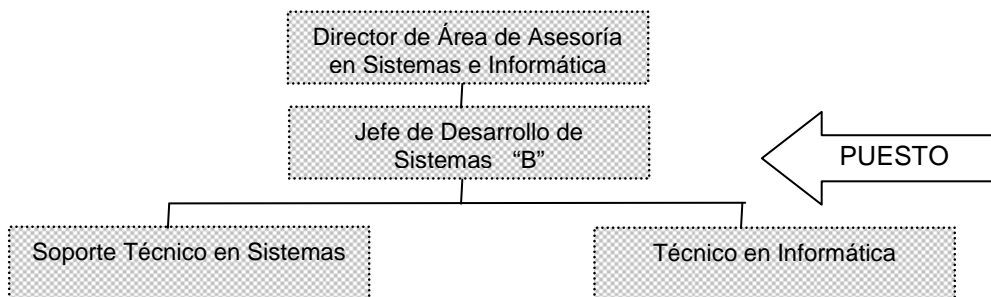 Director de Área de Asesoría
en Sistemas e Informática
Jefe de Desarrollo de
Sistemas “B”
PUESTO
Soporte Técnico en Sistemas
Técnico en Informática